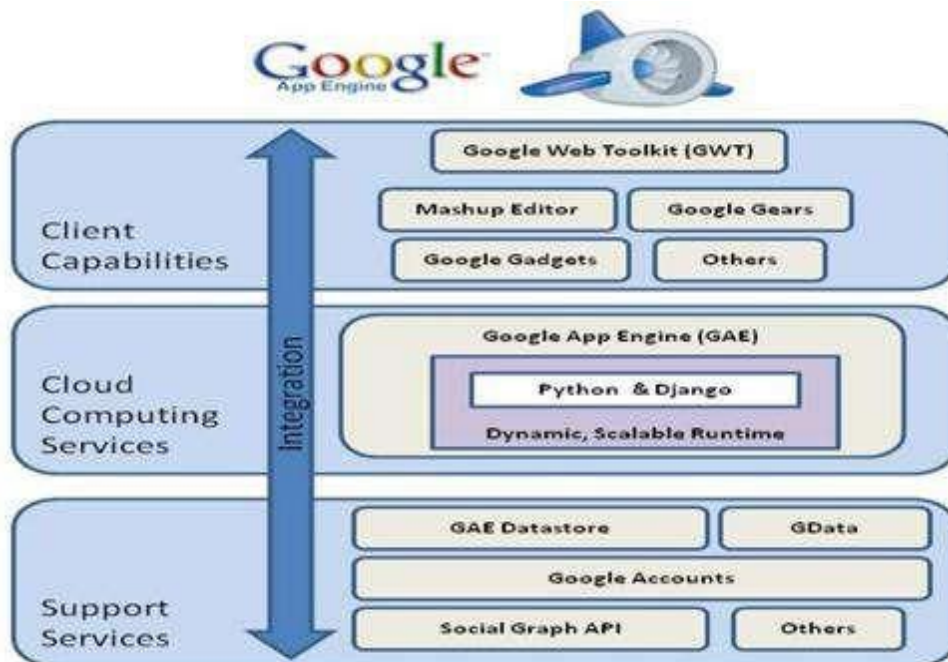 Google
App Engine
Google Web Toolkit (GWT)
Mashup Editor
Google Gears
Client
Capabilities
Google Gadgets
Others
Integration
Google App Engine (GAE)
Cloud
Computing
Services
Python & Django
Dynamic, Scalable Runtime
GAE Datastore
GData
Google Accounts
Support
Services
Social Graph API
Others